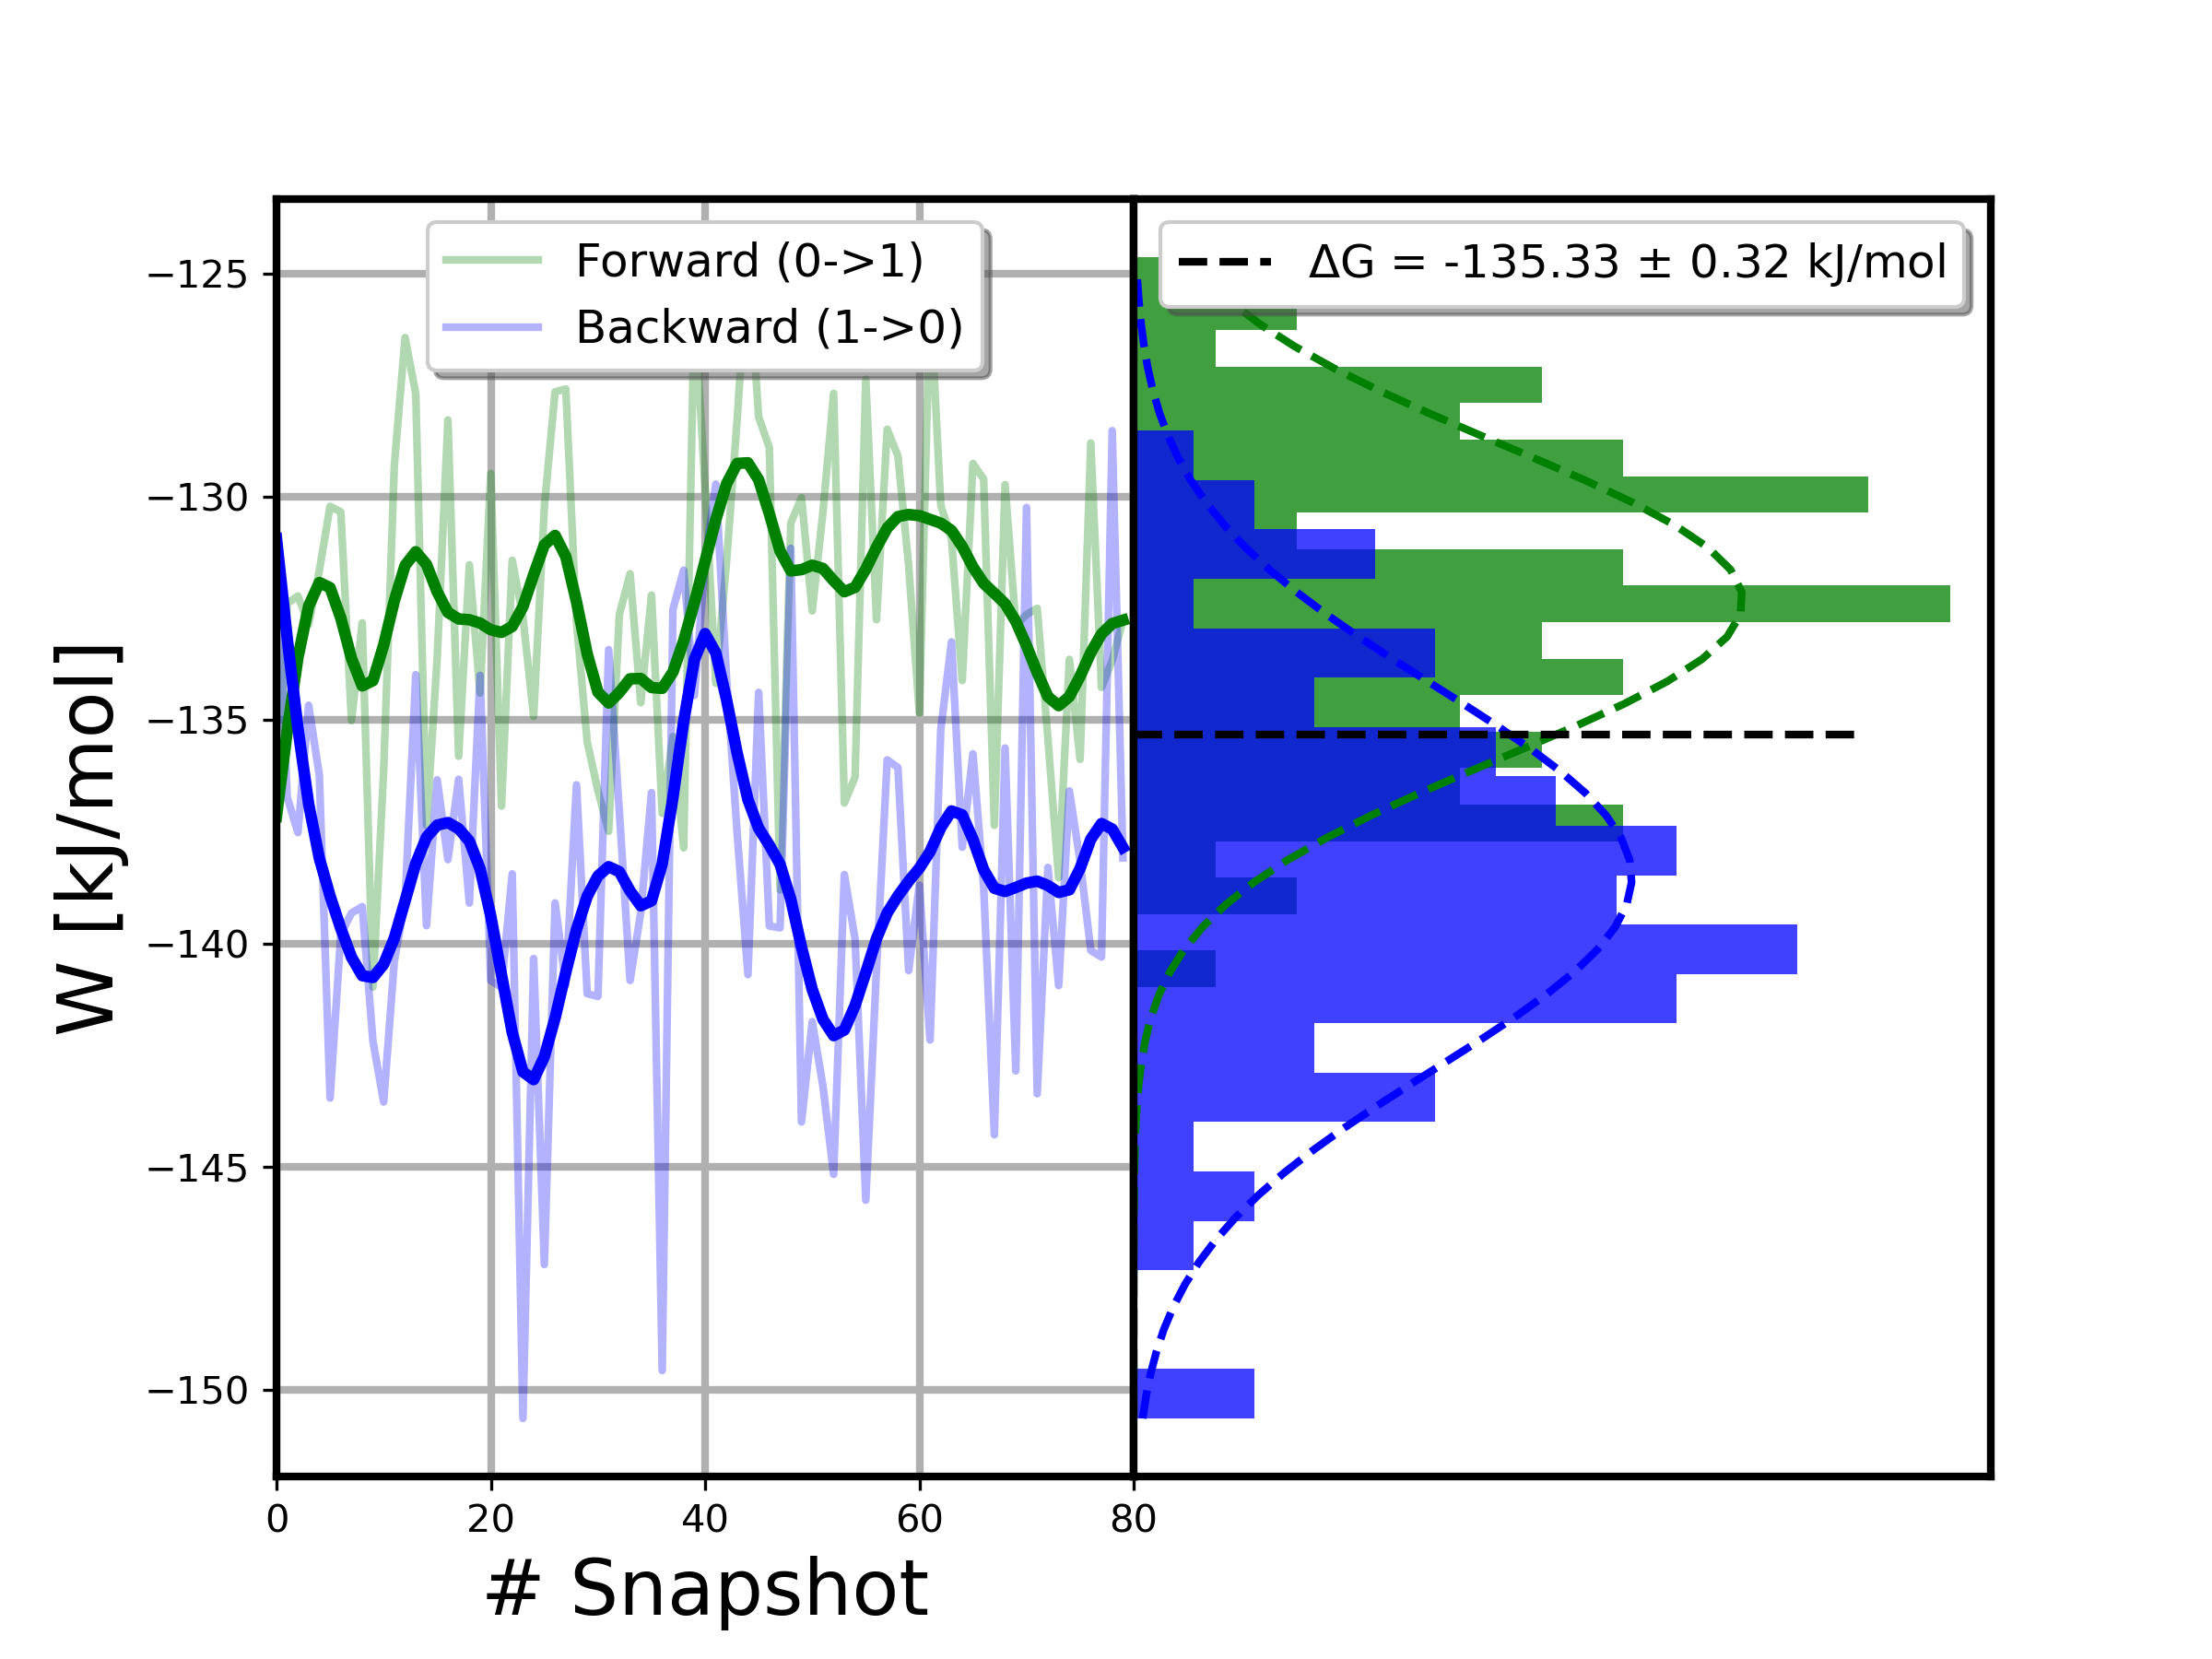 Forward (0->1)
Backward (1->0)
ΔG = -135.33 ± 0.32 kJ/mol
−125
−130
−135
−140
−145
−150
W [kJ/mol]
0
20
40
60
80
# Snapshot